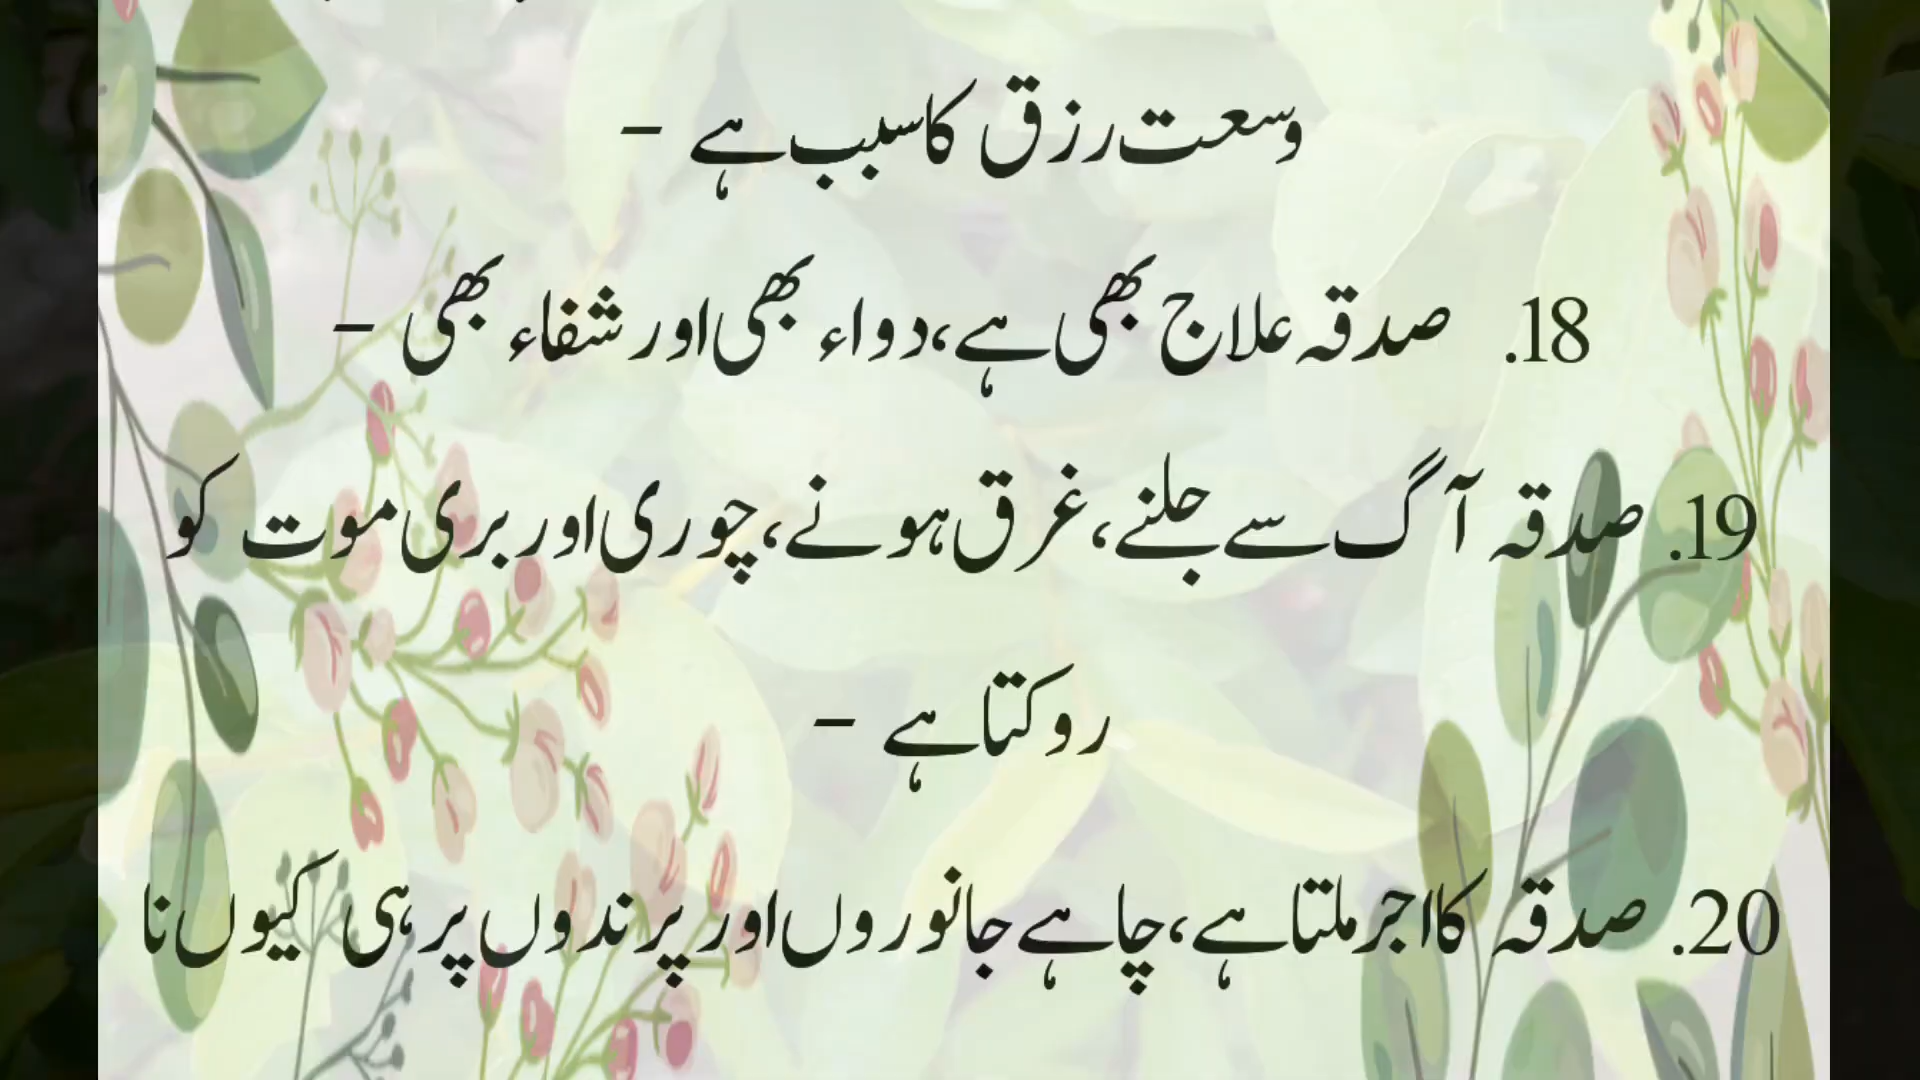 وسعت رزق کا سبب ہے –
18. صدقہ علاج بھی ہے، دواء بھی اور شفاء بھی –
19. صدقہ آگ سے جلنے، غرق ہونے، چوری اور بری موت کو
روکتا ہے –
20. صدقہ کا اجر ملتا ہے، چاہے جانوروں اور پرندوں پر ہی کیوں نا